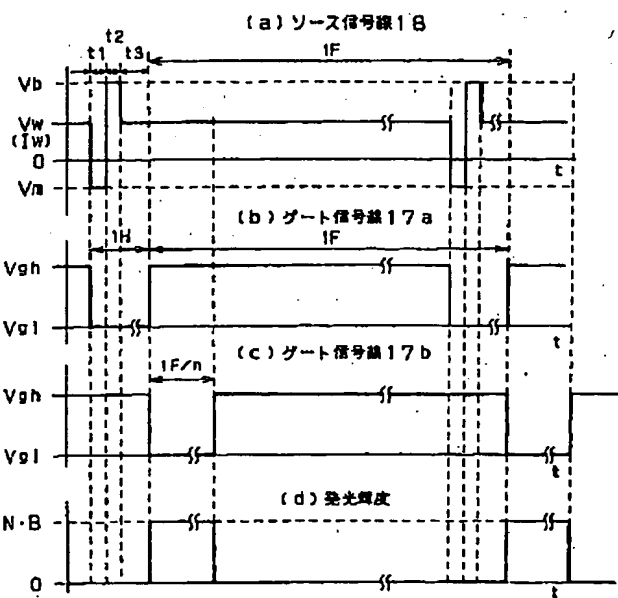 (a)ソース信号線18
t2
t1
t3
1F
Vb
Vw
(Iw)
0
Vm
t
(b)ゲート信号線17a
1H
1F
Vgh
Vgl
t
(c)ゲート信号線17b
1F/n
Vgh
Vgl
t
(d)発光輝度
N·B
0
t